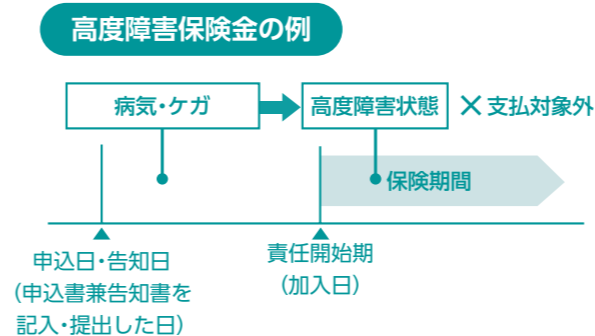 高度障害保険金の例
病気・ケガ
高度障害状態
×支払対象外
保険期間
申込日・告知日
(申込書兼告知書を
記入・提出した日)
責任開始期
(加入日)